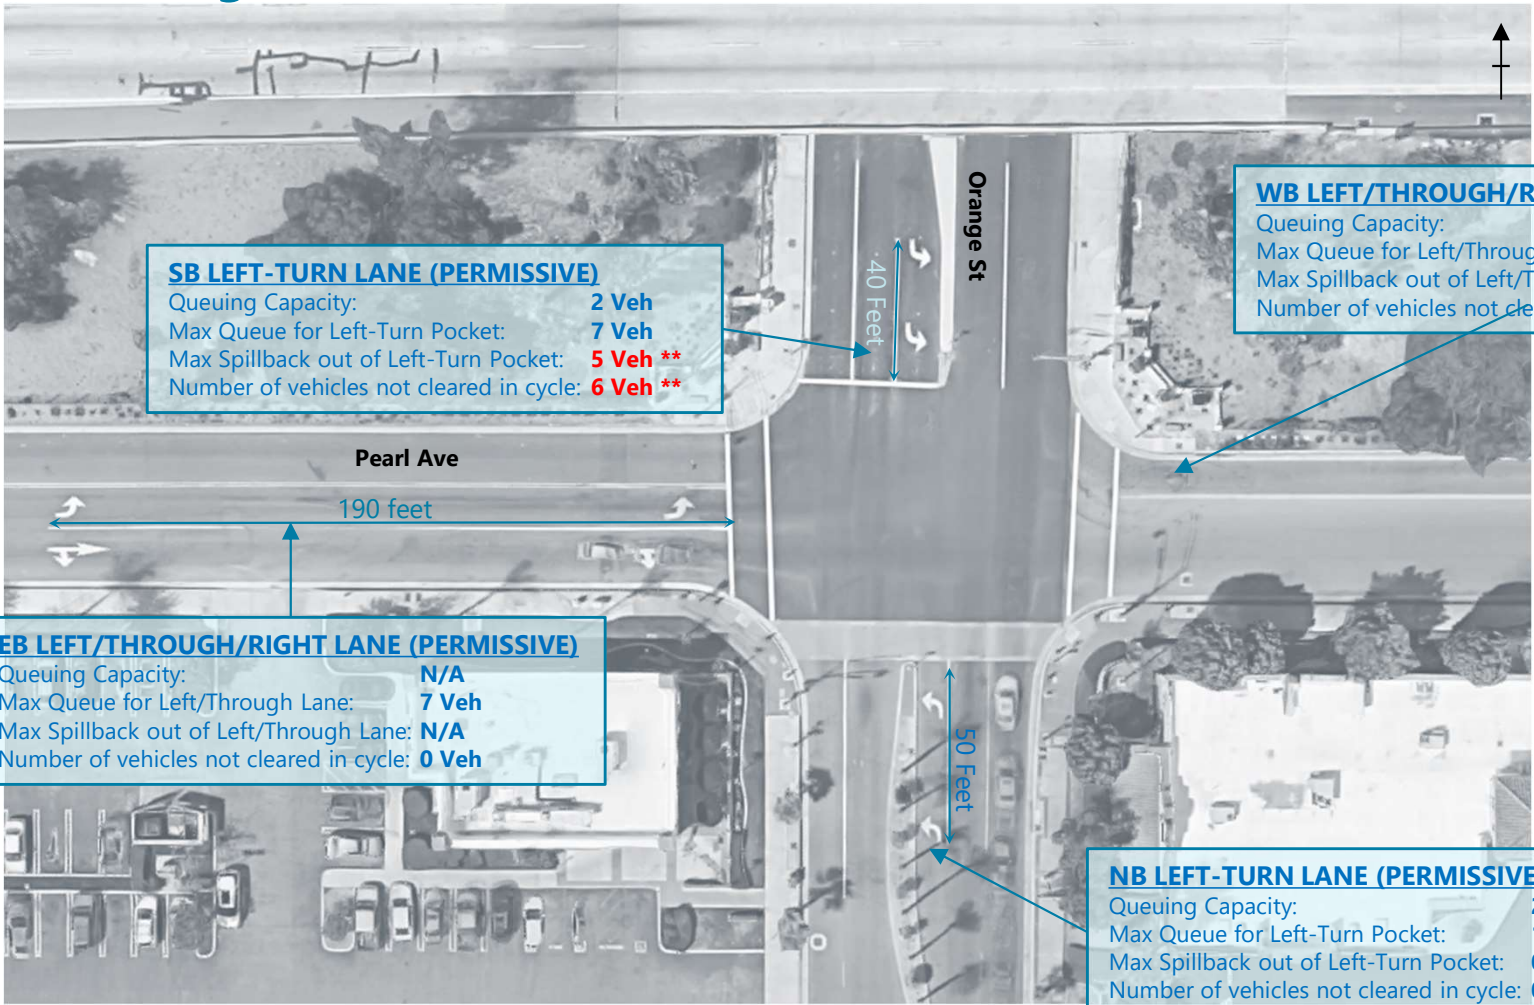 Orange St
WB LEFT/THROUGH/R
Queuing Capacity:
Max Queue for Left/Throug
Max Spillback out of Left/T
Number of vehicles not cle
SB LEFT-TURN LANE (PERMISSIVE)
Queuing Capacity: 2 Veh
Max Queue for Left-Turn Pocket: 7 Veh
Max Spillback out of Left-Turn Pocket: 5 Veh **
Number of vehicles not cleared in cycle: 6 Veh **
40 Feet
Pearl Ave
190 feet
EB LEFT/THROUGH/RIGHT LANE (PERMISSIVE)
Queuing Capacity: N/A
Max Queue for Left/Through Lane: 7 Veh
Max Spillback out of Left/Through Lane: N/A
Number of vehicles not cleared in cycle: 0 Veh
50 Feet
NB LEFT-TURN LANE (PERMISSIVE
Queuing Capacity:
Max Queue for Left-Turn Pocket:
Max Spillback out of Left-Turn Pocket:
Number of vehicles not cleared in cycle: